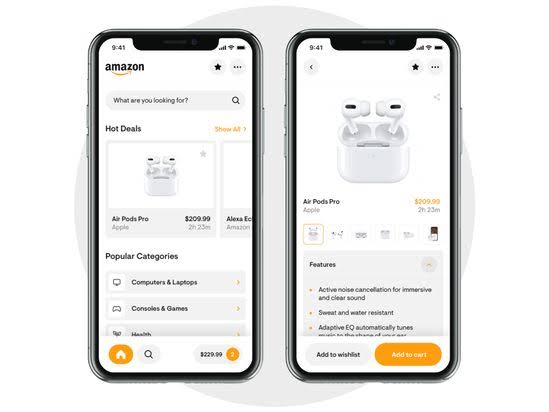 9:41
amazon
What are you looking for?
Hot Deals
Show All
Air Pods Pro
$209.99
Apple
2h 23m
Alexa Ec
Amazon
Popular Categories
Computers & Laptops
Consoles & Games
Health
$229.99
2
9:41
Air Pods Pro
$209.99
Apple
2h 23m
Features
Active noise cancellation for immersive
and clear sound
Sweat and water resistant
Adaptive EQ automatically tunes
music to the shape of your ear
Add to wishlist
Add to cart